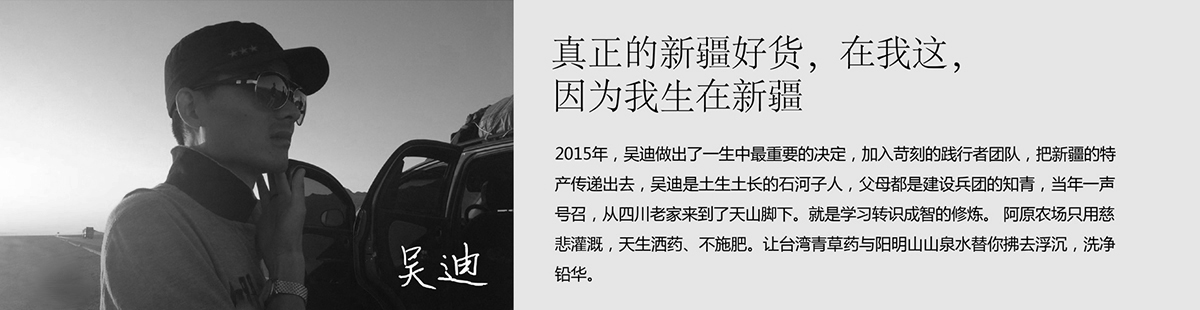 真正的新疆好货，在我这，
因为我生在新疆
2015年，吴迪做出了一生中最重要的决定，加入苛刻的践行者团队，把新疆的特
产传递出去，吴迪是土生土长的石河子人，父母都是建设兵团的知青，当年一声
号召，从四川老家来到了天山脚下。就是学习转识成智的修炼。 阿原农场只用慈
悲灌溉，天生洒药、不施肥。让台湾青草药与阳明山山泉水替你拂去浮沉，洗净
铅华。
吴迪